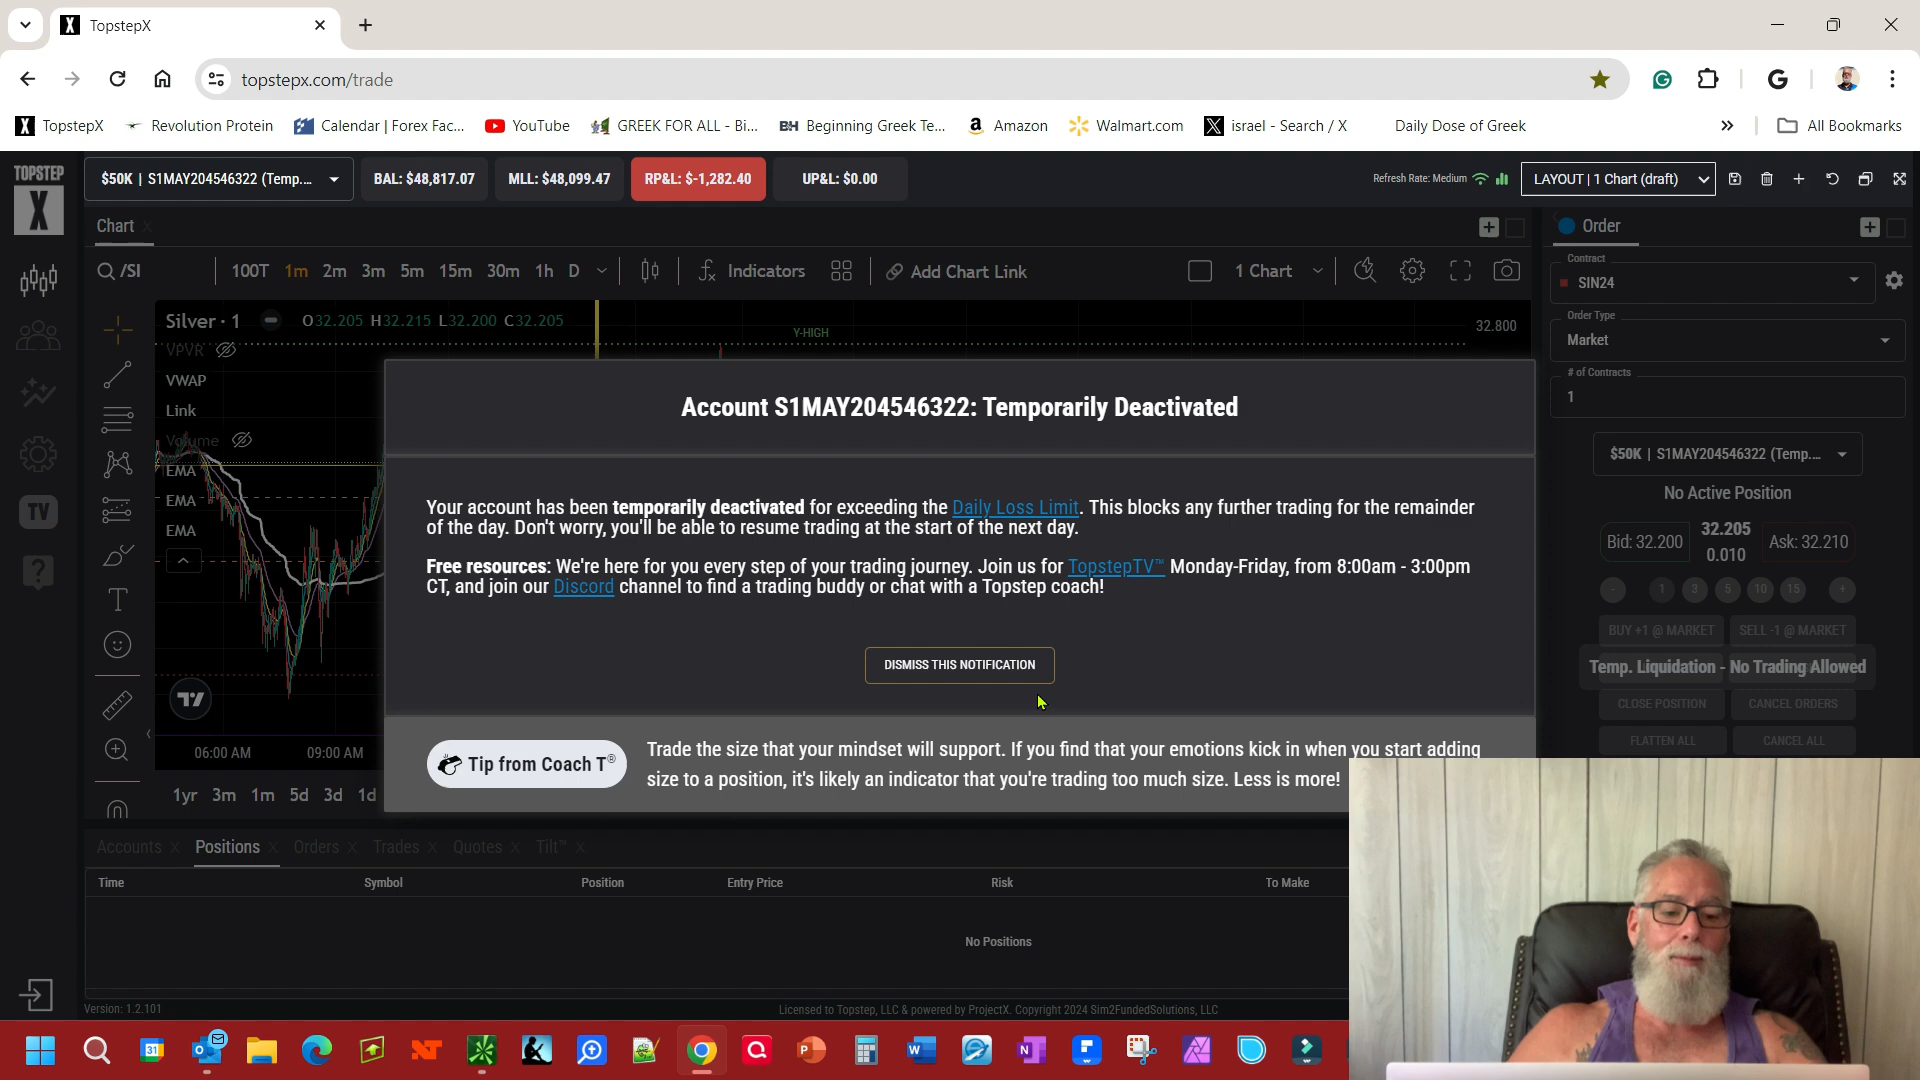 TopstepX
topstepx.com/trade
TopstepX
Revolution Protein
Calendar | Forex Fac...
YouTube
GREEK FOR ALL - Bi...
BH Beginning Greek Te...
Amazon
Walmart.com
israel - Search / X
Daily Dose of Greek
All Bookmarks
TOPSTEP
X
$50K | S1MAY204546322 (Temp...
BAL: $48,817.07
MLL: $48,099.47
RP&L: $-1,282.40
UP&L: $0.00
Refresh Rate: Medium
LAYOUT | 1 Chart (draft)
Chart
Order
/SI
100T 1m 2m 3m 5m 15m 30m 1h D
Indicators
Add Chart Link
1 Chart
Contract
SIN24
Order Type
Market
# of Contracts
1
Silver · 1
O32.205 H32.215 L32.200 C32.205
Y-HIGH
32.800
VPVR
VWAP
Link
Volume
EMA
EMA
EMA
TV
Account S1MAY204546322: Temporarily Deactivated
Your account has been temporarily deactivated for exceeding the Daily Loss Limit. This blocks any further trading for the remainder
of the day. Don't worry, you'll be able to resume trading at the start of the next day.
Free resources: We're here for you every step of your trading journey. Join us for TopstepTV™ Monday-Friday, from 8:00am - 3:00pm
CT, and join our Discord channel to find a trading buddy or chat with a Topstep coach!
DISMISS THIS NOTIFICATION
Tip from Coach T®
Trade the size that your mindset will support. If you find that your emotions kick in when you start adding
size to a position, it's likely an indicator that you're trading too much size. Less is more!
$50K | S1MAY204546322 (Temp...
No Active Position
Bid: 32.200
32.205
0.010
Ask: 32.210
- 1 3 5 10 15 +
BUY +1 @ MARKET
SELL -1 @ MARKET
Temp. Liquidation - No Trading Allowed
CLOSE POSITION
CANCEL ORDERS
FLATTEN ALL
CANCEL ALL
06:00 AM
09:00 AM
1yr 3m 1m 5d 3d 1d
Accounts
Positions
Orders
Trades
Quotes
Tilt™
Time
Symbol
Position
Entry Price
Risk
To Make
No Positions
Version: 1.2.101
Licensed to Topstep, LLC & powered by ProjectX. Copyright 2024 Sim2FundedSolutions, LLC
31
NT